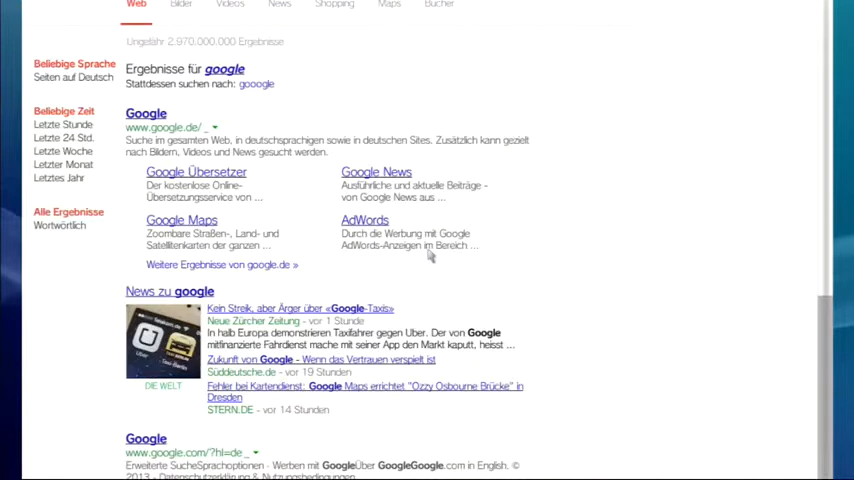 Web Bilder Videos News Shopping Maps Bücher
Ungefähr 2.970.000.000 Ergebnisse
Beliebige Sprache
Seiten auf Deutsch
Beliebige Zeit
Letzte Stunde
Letzte 24 Std.
Letzte Woche
Letzter Monat
Letztes Jahr
Alle Ergebnisse
Wortwörtlich
Ergebnisse für google
Stattdessen suchen nach: gooogle
Google
www.google.de/
Suche im gesamten Web, in deutschsprachigen sowie in deutschen Sites. Zusätzlich kann gezielt
nach Bildern, Videos und News gesucht werden.
Google Übersetzer
Der kostenlose Online-
Übersetzungsservice von ...
Google News
Ausführliche und aktuelle Beiträge -
von Google News aus ...
Google Maps
Zoombare Straßen-, Land- und
Satellitenkarten der ganzen ...
AdWords
Durch die Werbung mit Google
AdWords-Anzeigen im Bereich ...
Weitere Ergebnisse von google.de »
News zu google
Uber
Taxi Berlin
DIE WELT
Kein Streik, aber Ärger über «Google-Taxis»
Neue Zürcher Zeitung - vor 1 Stunde
In halb Europa demonstrieren Taxifahrer gegen Uber. Der von Google
mitfinanzierte Fahrdienst mache mit seiner App den Markt kaputt, heisst ...
Zukunft von Google - Wenn das Vertrauen verspielt ist
Süddeutsche.de - vor 19 Stunden
Fehler bei Kartendienst: Google Maps errichtet "Ozzy Osbourne Brücke" in
Dresden
STERN.DE - vor 14 Stunden
Google
www.google.com/?hl=de
Erweiterte SucheSprachoptionen - Werben mit GoogleÜber GoogleGoogle.com in English. ©
2013 - Datenschutzerklärung & Nutzungsbedingungen